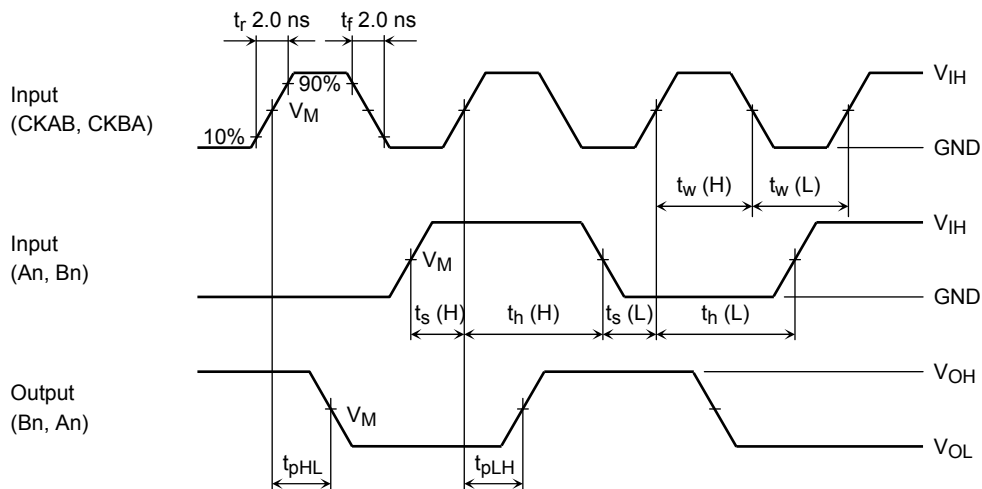 tr 2.0 ns tf 2.0 ns
Input
(CKAB, CKBA)
10%
90%
VM
VIH
GND
tw (H) tw (L)
Input
(An, Bn)
VM
VIH
GND
ts (H) th (H) ts (L) th (L)
Output
(Bn, An)
VM
VOH
VOL
tpHL tpLH